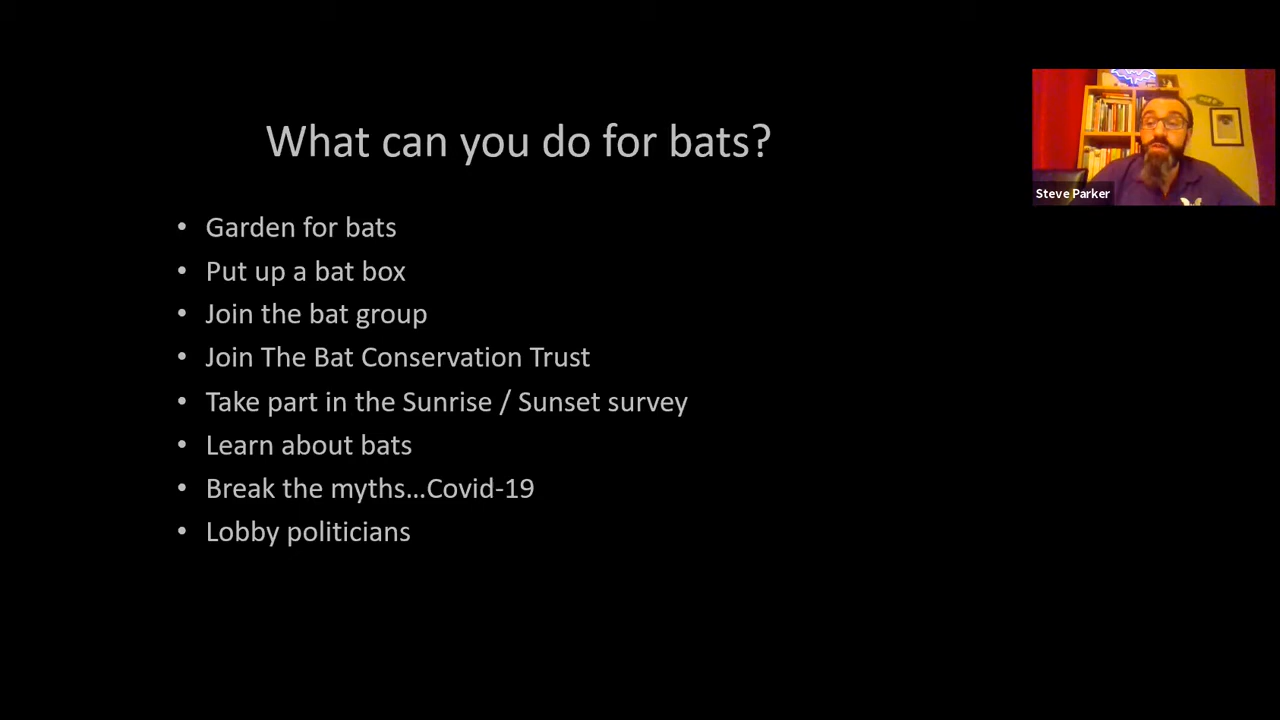 What can you do for bats?
• Garden for bats
• Put up a bat box
• Join the bat group
• Join The Bat Conservation Trust
• Take part in the Sunrise / Sunset survey
• Learn about bats
• Break the myths...Covid-19
• Lobby politicians
Steve Parker